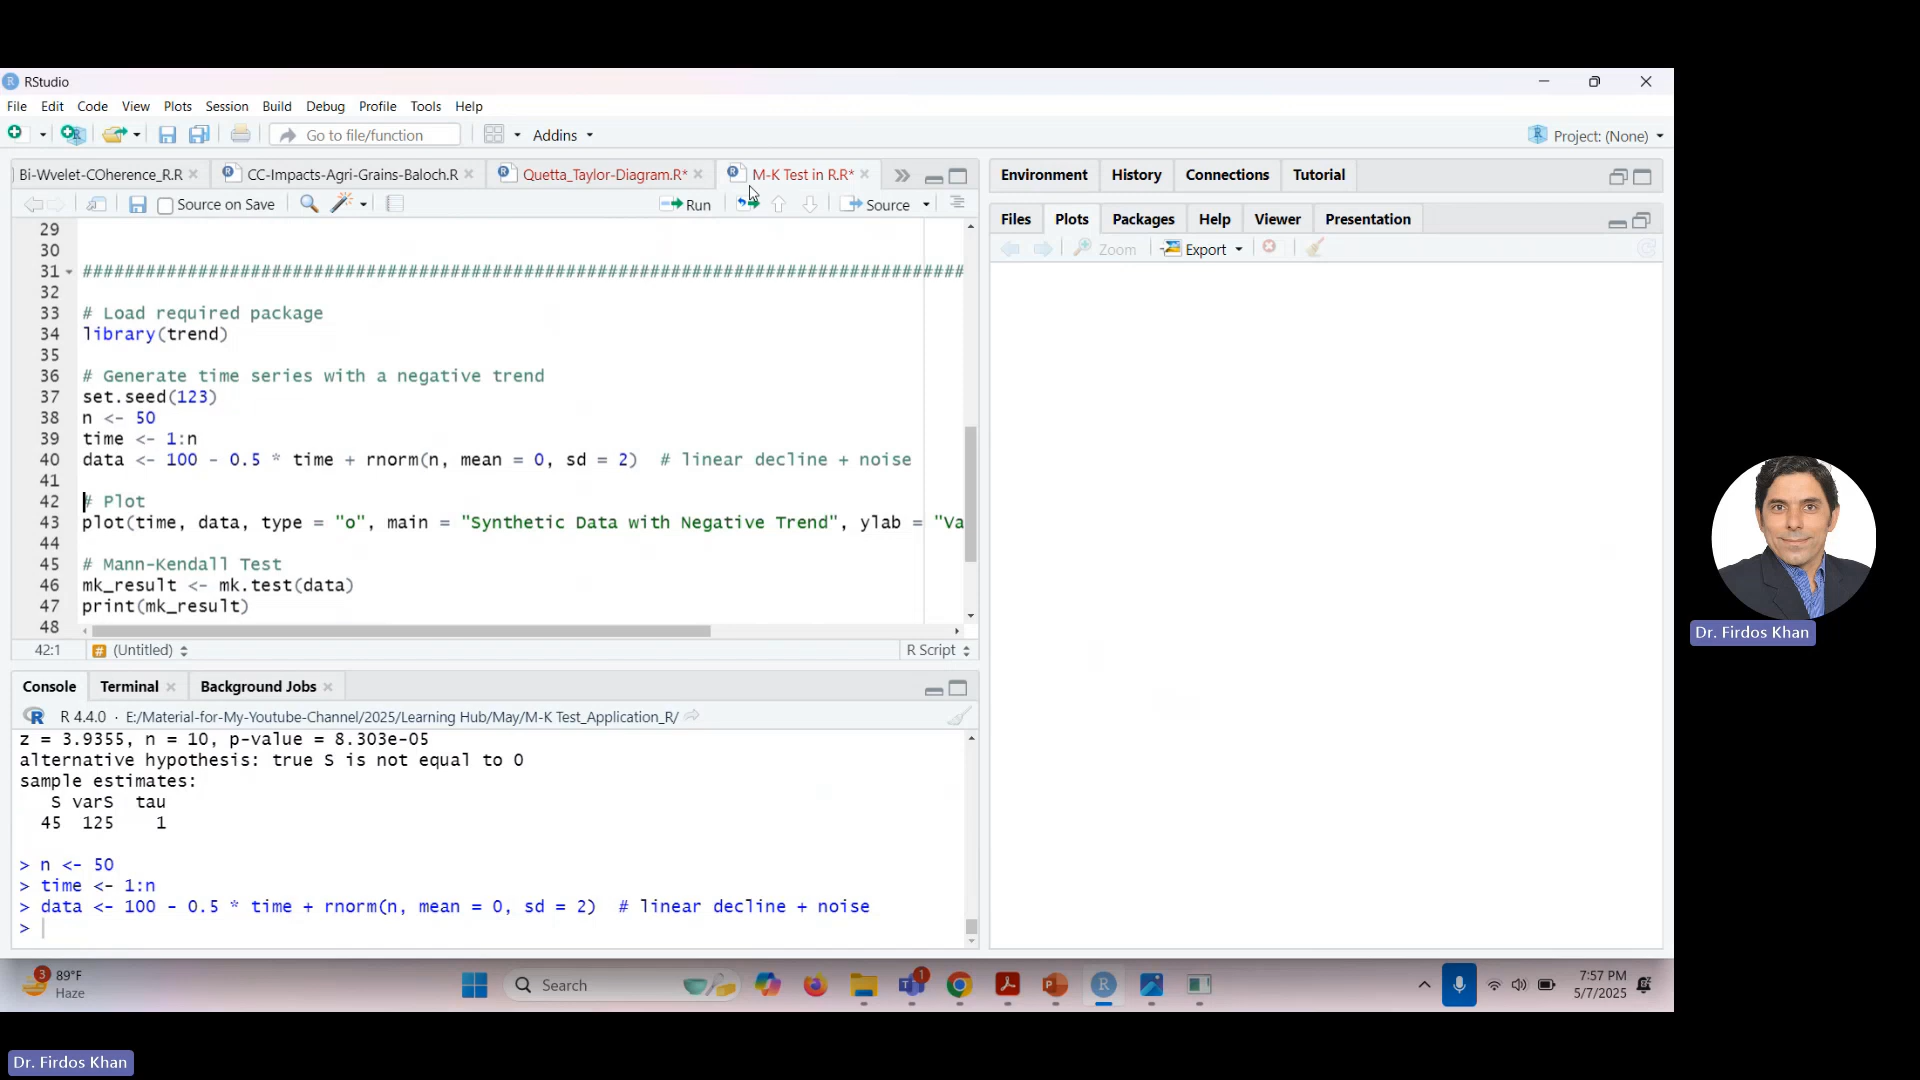 RStudio
File Edit Code View Plots Session Build Debug Profile Tools Help
Go to file/function Addins Project: (None)
Bi-Wvelet-COherence_R.R CC-Impacts-Agri-Grains-Baloch.R Quetta_Taylor-Diagram.R* M-K Test in R.R*
Source on Save Run Source
29
30
31 ####################################################################################
32
33 # Load required package
34 library(trend)
35
36 # Generate time series with a negative trend
37 set.seed(123)
38 n <- 50
39 time <- 1:n
40 data <- 100 - 0.5 * time + rnorm(n, mean = 0, sd = 2)  # linear decline + noise
41
42 # Plot
43 plot(time, data, type = "o", main = "Synthetic Data with Negative Trend", ylab = "Va
44
45 # Mann-Kendall Test
46 mk_result <- mk.test(data)
47 print(mk_result)
48
42:1 (Untitled) R Script
Console Terminal Background Jobs
R 4.4.0 · E:/Material-for-My-Youtube-Channel/2025/Learning Hub/May/M-K Test_Application_R/
z = 3.9355, n = 10, p-value = 8.303e-05
alternative hypothesis: true S is not equal to 0
sample estimates:
S varS tau
45 125 1
> n <- 50
> time <- 1:n
> data <- 100 - 0.5 * time + rnorm(n, mean = 0, sd = 2)  # linear decline + noise
>
Environment History Connections Tutorial
Files Plots Packages Help Viewer Presentation
Zoom Export
3 89°F
Haze
Search
1
7:57 PM
5/7/2025
Dr. Firdos Khan
Dr. Firdos Khan